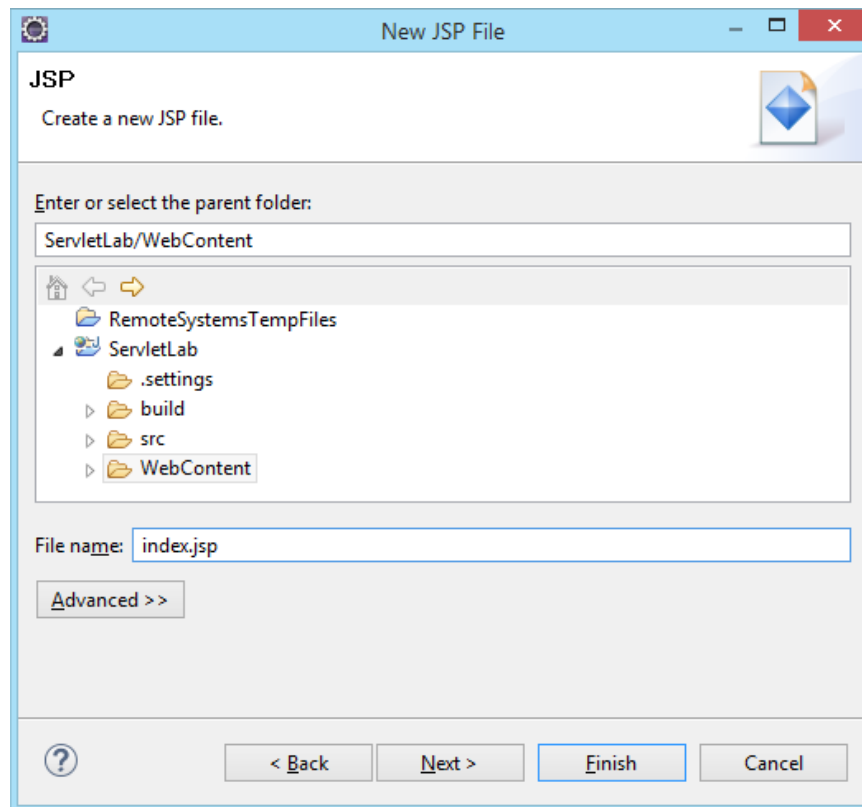 New JSP File
JSP
Create a new JSP file.
Enter or select the parent folder:
ServletLab/WebContent
RemoteSystemsTempFiles
ServletLab
.settings
build
src
WebContent
File name: index.jsp
Advanced >>
< Back Next > Finish Cancel